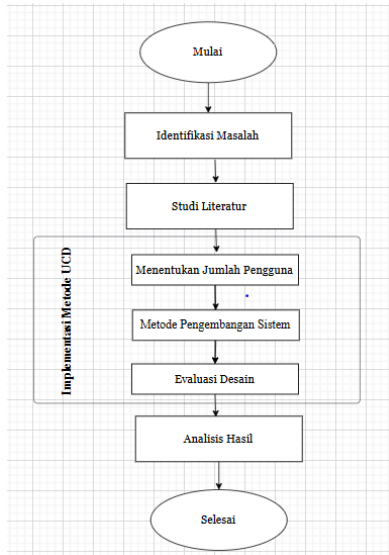 Mulai
Identifikasi Masalah
Studi Literatur
Implementasi Metode UCD
Menentukan Jumlah Pengguna
Metode Pengembangan Sistem
Evaluasi Desain
Analisis Hasil
Selesai